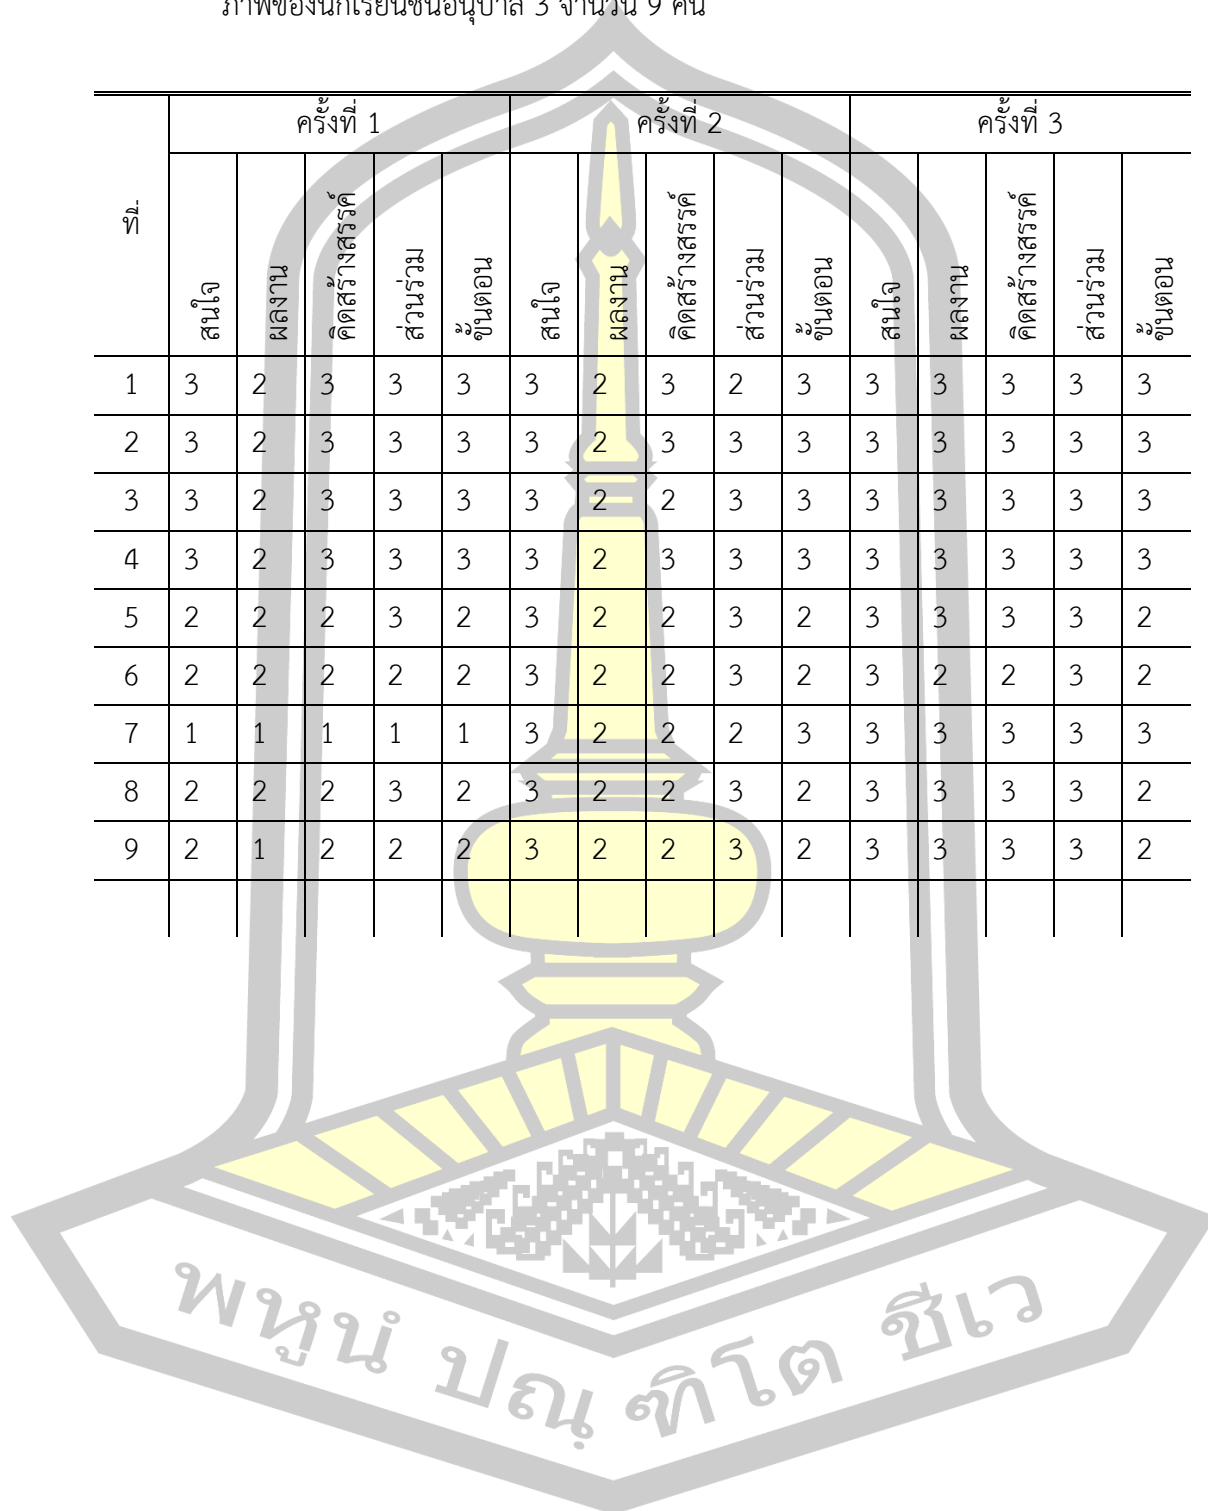 ภาพของนักเรียนชั้นอนุบาล 3 จำนวน 9 คน
ที่ ครั้งที่ 1 ครั้งที่ 2 ครั้งที่ 3
สนใจ ผลงาน คิดสร้างสรรค์ ส่วนร่วม ขั้นตอน สนใจ ผลงาน คิดสร้างสรรค์ ส่วนร่วม ขั้นตอน สนใจ ผลงาน คิดสร้างสรรค์ ส่วนร่วม ขั้นตอน
1 3 2 3 3 3 3 2 3 2 3 3 3 3 3 3
2 3 2 3 3 3 3 2 3 3 3 3 3 3 3 3
3 3 2 3 3 3 3 2 2 3 3 3 3 3 3 3
4 3 2 3 3 3 3 2 3 3 3 3 3 3 3 3
5 2 2 2 3 2 3 2 2 3 2 3 3 3 3 2
6 2 2 2 2 2 3 2 2 3 2 3 2 2 3 2
7 1 1 1 1 1 3 2 2 2 3 3 3 3 3 3
8 2 2 2 3 2 3 2 2 3 2 3 3 3 3 2
9 2 1 2 2 2 3 2 2 3 2 3 3 3 3 2
พหูนํ ปณฺฑิโต ชีเว